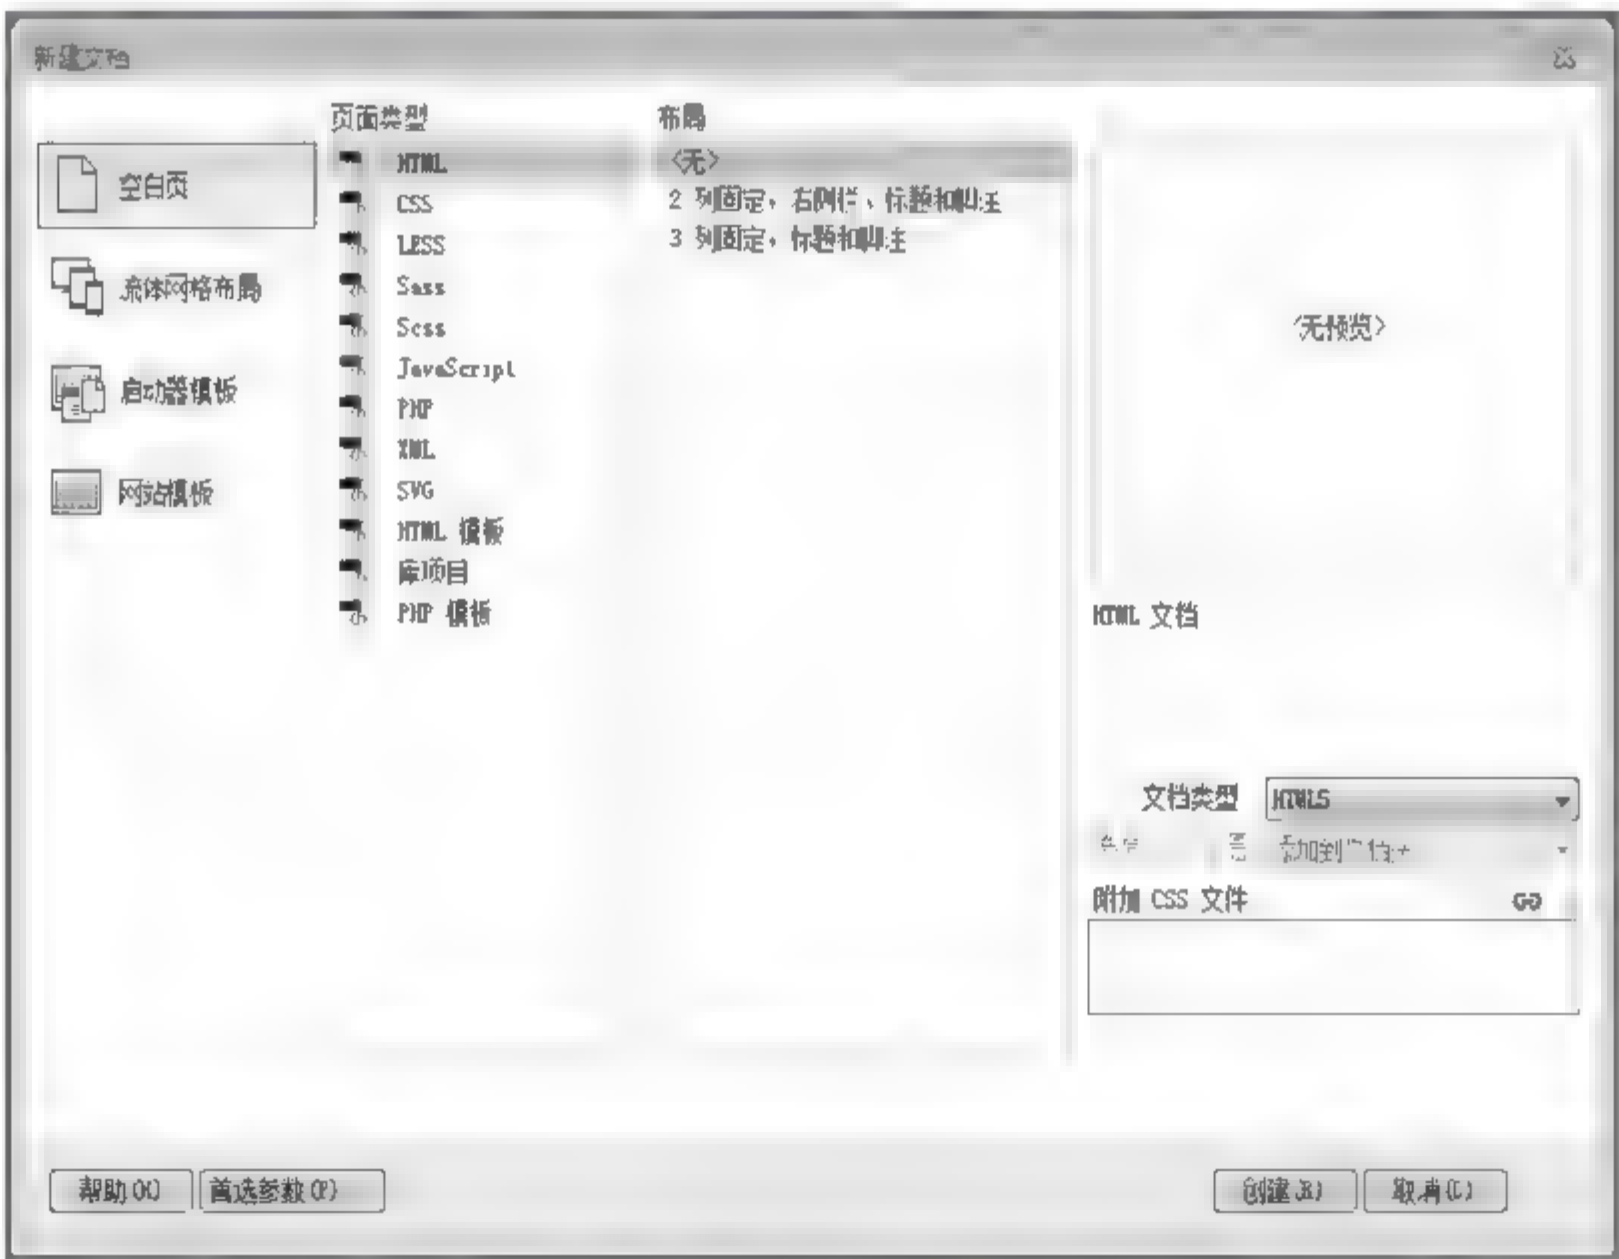 新建文档
页面类型
布局
空白页
流体网格布局
启动器模板
网站模板
HTML
CSS
LESS
Sass
Scss
JavaScript
PHP
XML
SVG
HTML 模板
库项目
PHP 模板
<无>
2 列固定，右侧栏、标题和脚注
3 列固定，标题和脚注
<无预览>
HTML 文档
文档类型
HTML5
附加 CSS 文件
帮助
首选参数(P)
创建(R)
取消